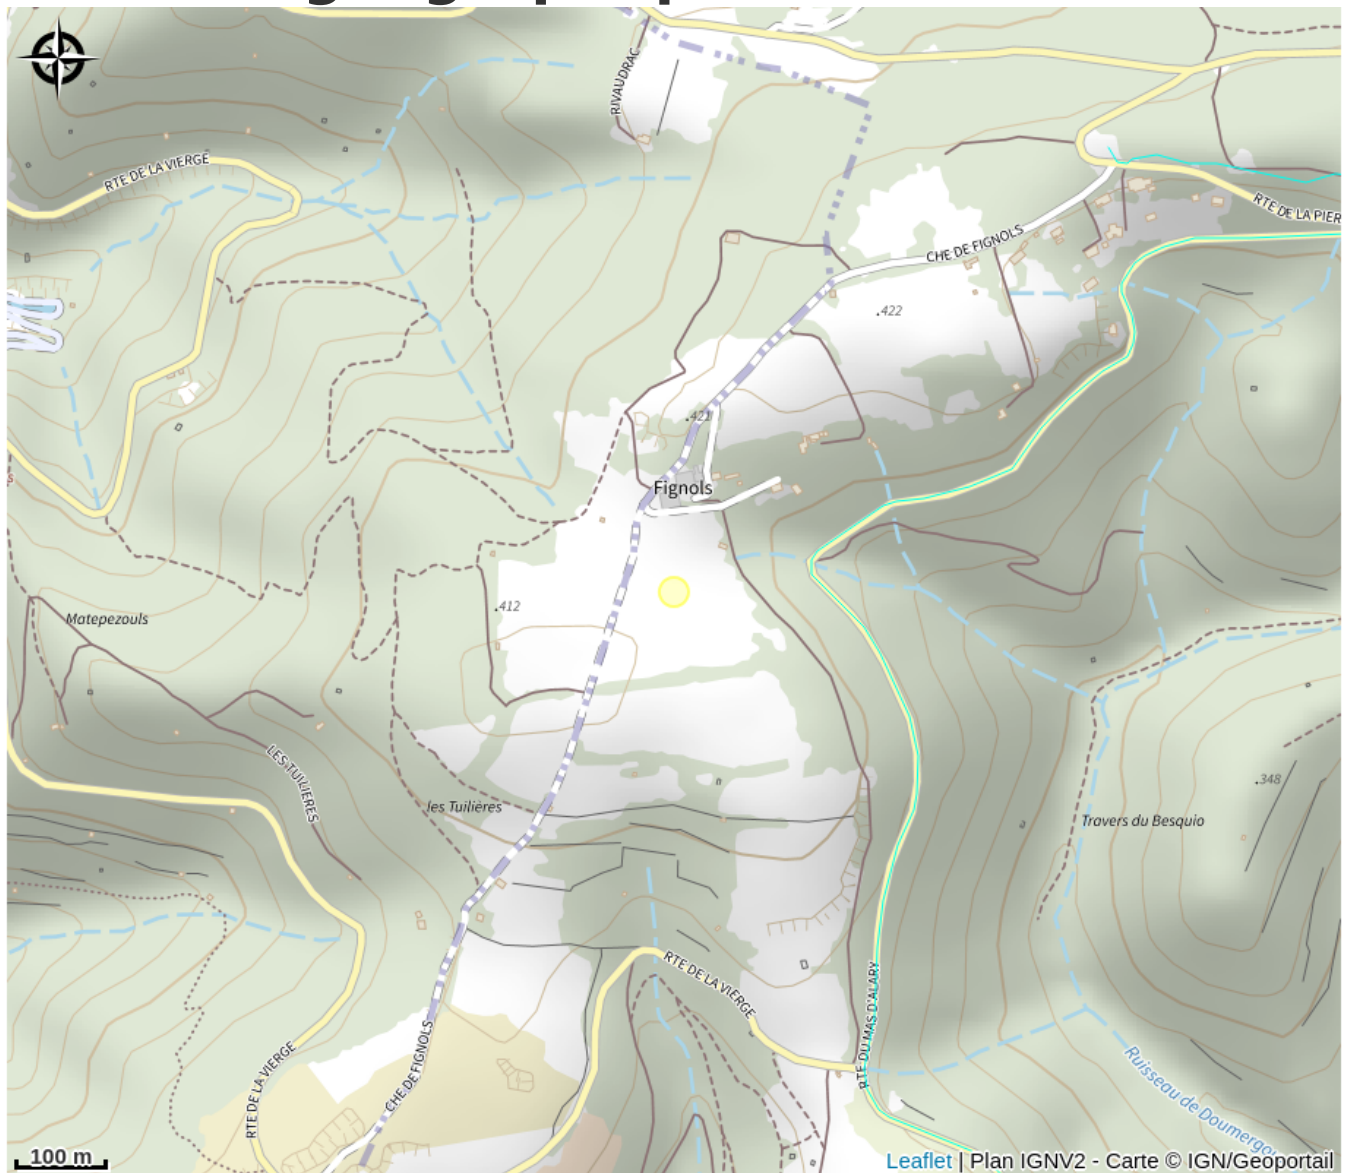 RIVAUDRAC
RTE DE LA VIERGE
RTE DE LA PIER
CHE DE FIGNOLS
.422
.421
Fignols
.412
Matepezouls
LES TUILIERES
les Tuilières
.348
Travers du Besquio
RTE DE LA VIERGE
RTE DU MAS D'ALARY
CHE DE FIGNOLS
RTE DE LA VIERGE
Ruisseau de Doumergou
100 m
Leaflet | Plan IGNV2 - Carte © IGN/Geoportail